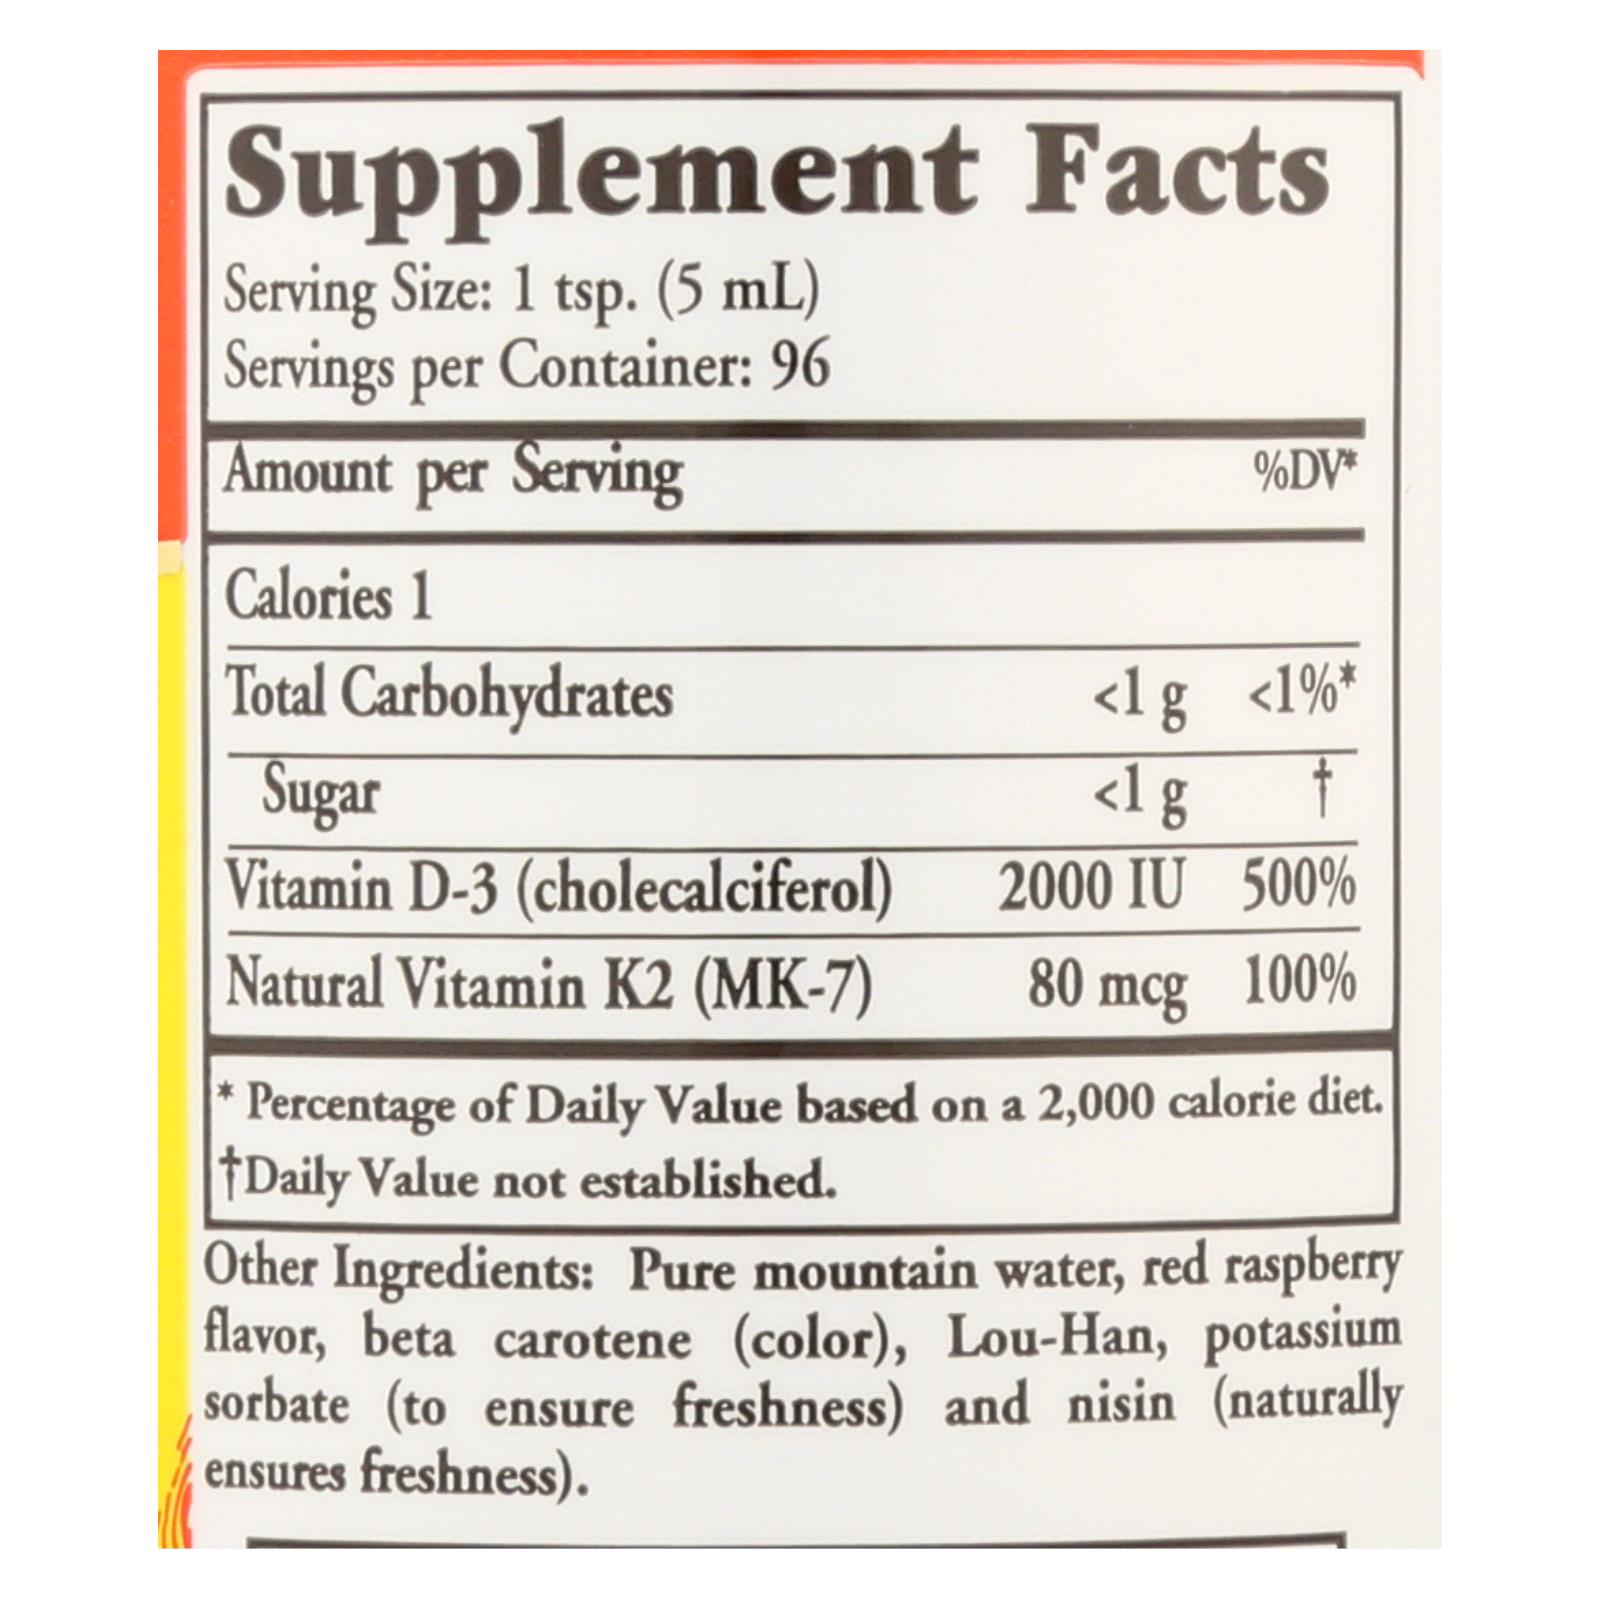 Supplement Facts
Serving Size: 1 tsp. (5 mL)
Servings per Container: 96
Amount per Serving %DV*
Calories 1
Total Carbohydrates <1 g <1%*
Sugar <1 g †
Vitamin D-3 (cholecalciferol) 2000 IU 500%
Natural Vitamin K2 (MK-7) 80 mcg 100%
* Percentage of Daily Value based on a 2,000 calorie diet.
†Daily Value not established.
Other Ingredients: Pure mountain water, red raspberry
flavor, beta carotene (color), Lou-Han, potassium
sorbate (to ensure freshness) and nisin (naturally
ensures freshness).